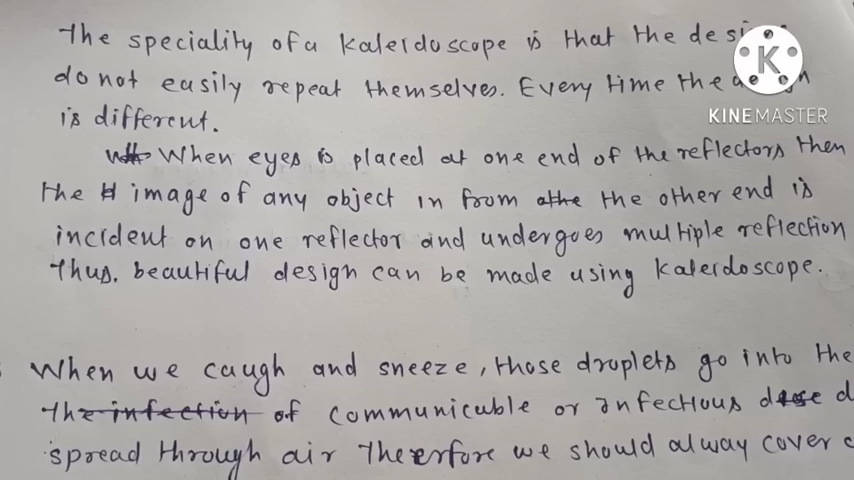 The speciality of a kaleidoscope is that the
do not easily repeat themselves. Every time the
is different.
When eyes is placed at one end of the reflectors then
the image of any object in from the other end is
incident on one reflector and undergoes multiple reflection
Thus. beautiful design can be made using kaleidoscope.
When we caugh and sneeze, those droplets go into the
The infection of communicable or infectious
spread through air Therefore we should alway cover
K
KINEMASTER